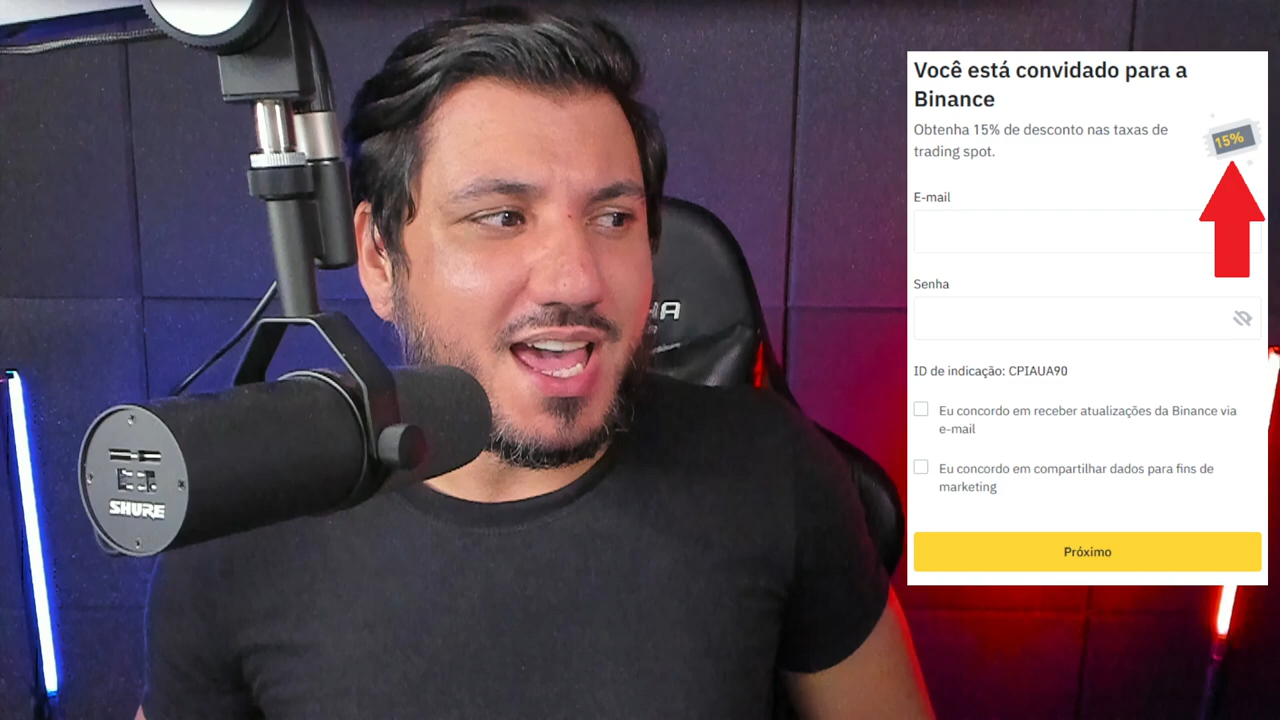 Você está convidado para a
Binance
Obtenha 15% de desconto nas taxas de
trading spot.
15%
E-mail
Senha
ID de indicação: CPIAUA90
Eu concordo em receber atualizações da Binance via
e-mail
Eu concordo em compartilhar dados para fins de
marketing
Próximo
SHURE